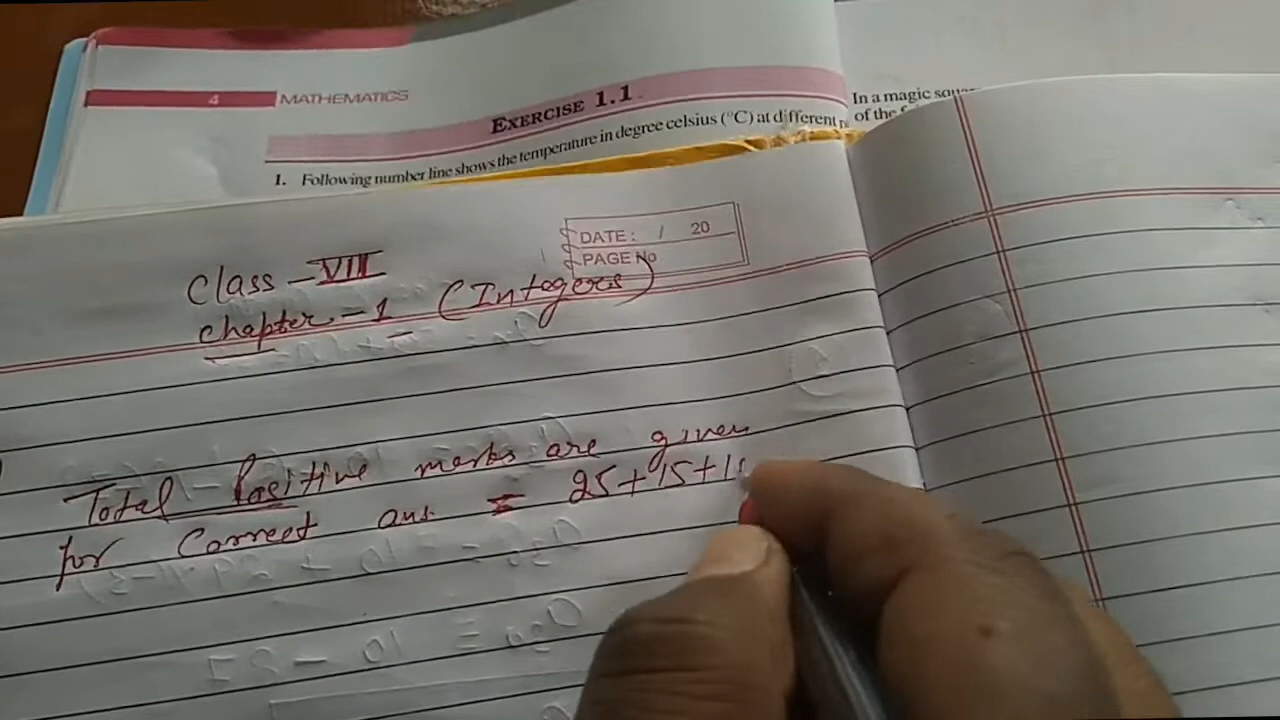 4 MATHEMATICS
EXERCISE 1.1
1. Following number line shows the temperature in degree celsius (°C) at different
In a magic
of the
DATE: / 20
PAGE No
Class - VII
Chapter - 1 (Integers)
Total Positive marks are given
for Correct ans. = 25+15+1